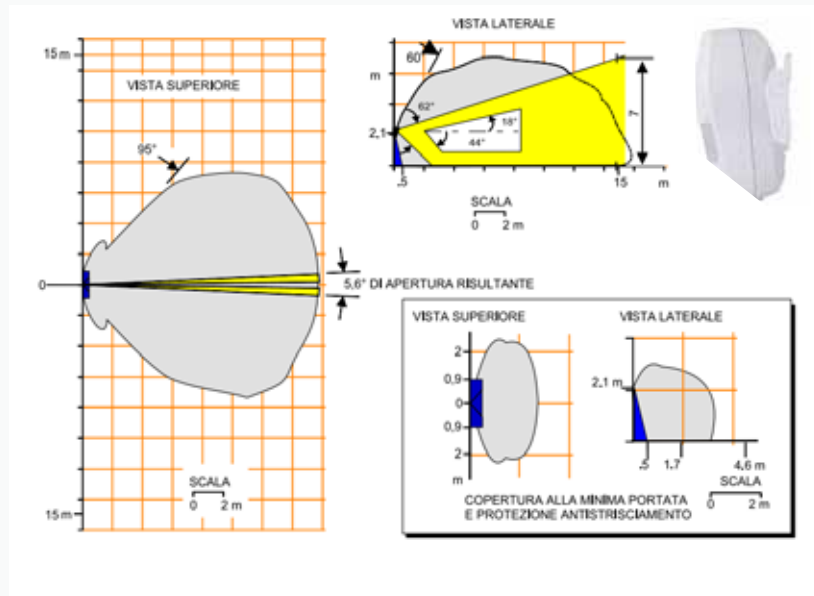 15 m
VISTA SUPERIORE
95°
0
5,6° DI APERTURA RISULTANTE
SCALA
0 2 m
15 m
VISTA LATERALE
60°
m
62°
18°
2,1
44°
7
.5
15
m
SCALA
0 2 m
VISTA SUPERIORE
2
0,9
0
0,9
2
m
VISTA LATERALE
2.1 m
.5
1.7
4.6 m
SCALA
0 2 m
COPERTURA ALLA MINIMA PORTATA
E PROTEZIONE ANTISTRISCIAMENTO